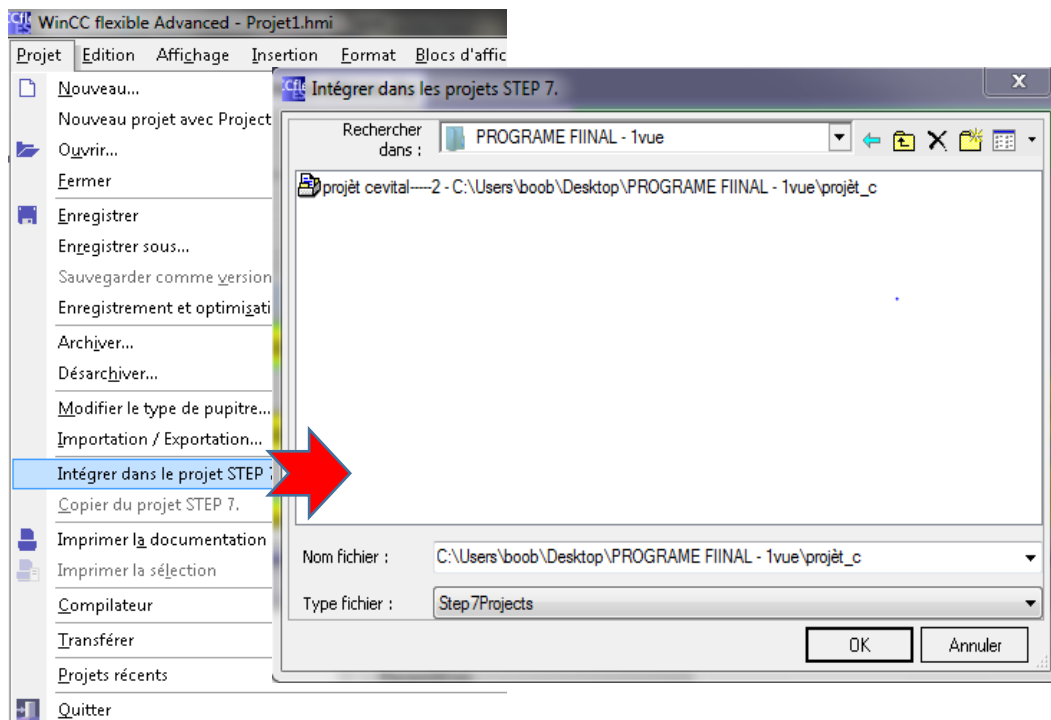 WinCC flexible Advanced - Projet1.hmi
Projet Edition Affichage Insertion Format Blocs d'affic
Nouveau...
Nouveau projet avec Project
Ouvrir...
Fermer
Enregistrer
Enregistrer sous...
Sauvegarder comme version
Enregistrement et optimisati
Archiver...
Désarchiver...
Modifier le type de pupitre...
Importation / Exportation...
Intégrer dans le projet STEP 7
Copier du projet STEP 7.
Imprimer la documentation
Imprimer la sélection
Compilateur
Transférer
Projets récents
Quitter
Intégrer dans les projets STEP 7.
Rechercher
dans :
PROGRAME FIINAL - 1vue
projèt cevital-----2 - C:\Users\boob\Desktop\PROGRAME FIINAL - 1vue\projèt_c
Nom fichier : C:\Users\boob\Desktop\PROGRAME FIINAL - 1vue\projèt_c
Type fichier : Step7Projects
OK Annuler